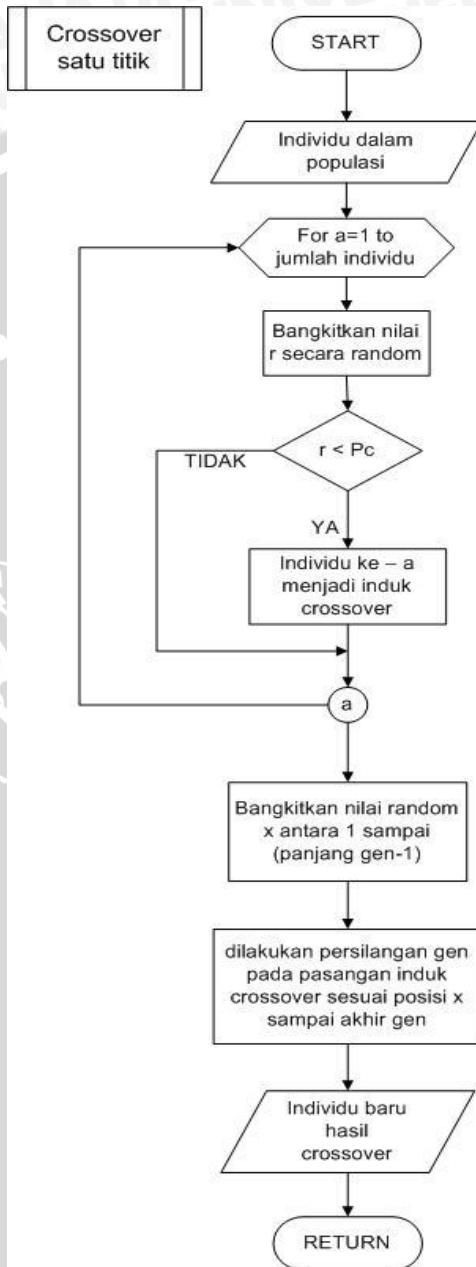 Crossover
satu titik
START
Individu dalam
populasi
For a=1 to
jumlah individu
Bangkitkan nilai
r secara random
r < Pc
TIDAK
YA
Individu ke – a
menjadi induk
crossover
a
Bangkitkan nilai random
x antara 1 sampai
(panjang gen-1)
dilakukan persilangan gen
pada pasangan induk
crossover sesuai posisi x
sampai akhir gen
Individu baru
hasil
crossover
RETURN